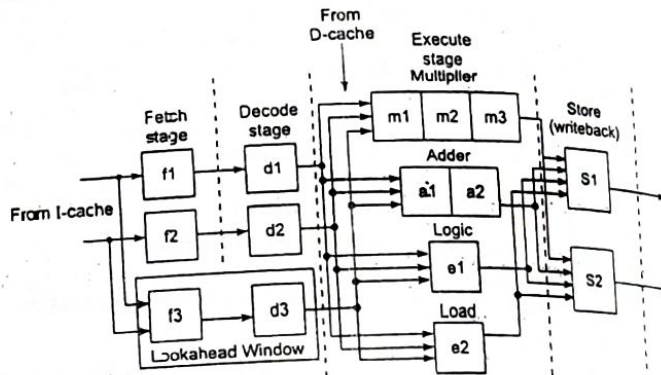 From
D-cache
Execute
stage
Multiplier
m1 m2 m3
Fetch
stage
Decode
stage
Store
(writeback)
f1
d1
Adder
a1 a2
S1
From I-cache
f2
d2
Logic
e1
S2
f3
d3
Load
e2
Lookahead Window